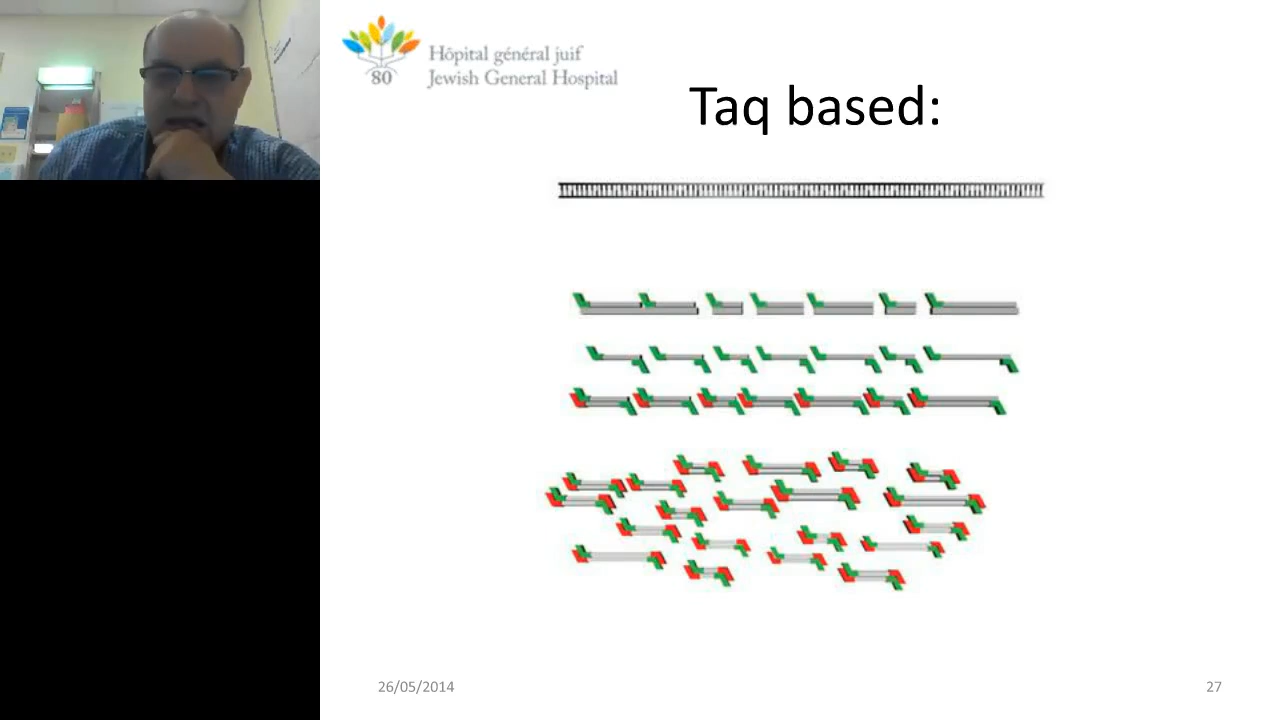 Hôpital général juif
80
Jewish General Hospital
Taq based:
26/05/2014
27